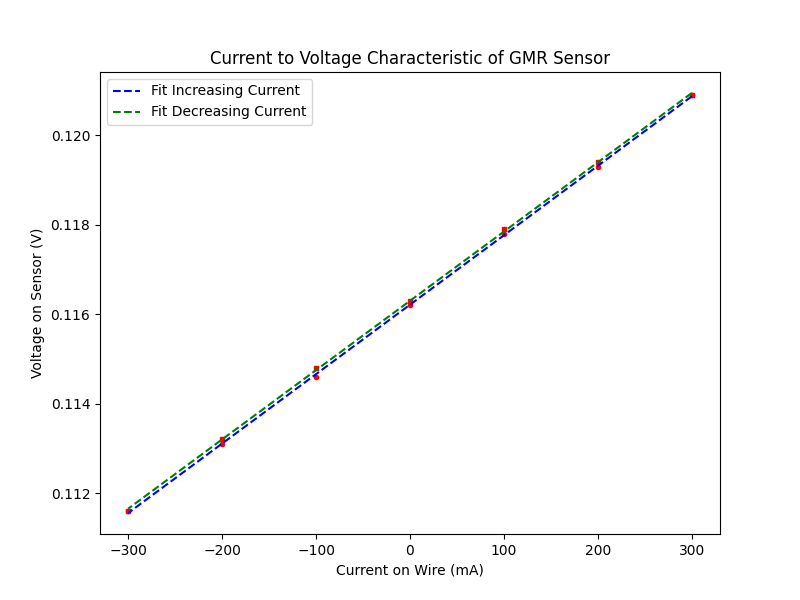 Current to Voltage Characteristic of GMR Sensor
Fit Increasing Current
Fit Decreasing Current
Voltage on Sensor (V)
0.120
0.118
0.116
0.114
0.112
−300 −200 −100 0 100 200 300
Current on Wire (mA)